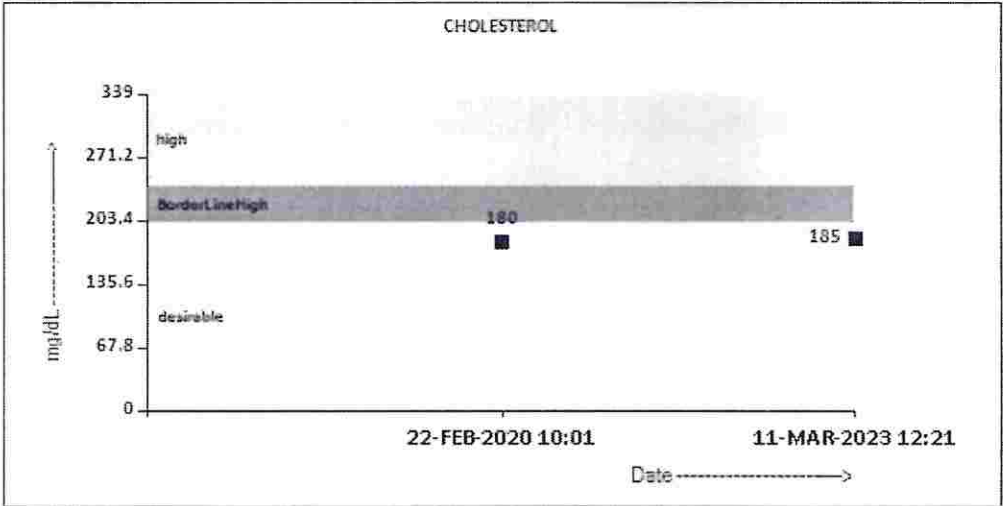 CHOLESTEROL
339
high
271.2
BorderLineHigh
203.4
180
185
135.6
desirable
67.8
mg/dL
0
22-FEB-2020 10:01
11-MAR-2023 12:21
Date